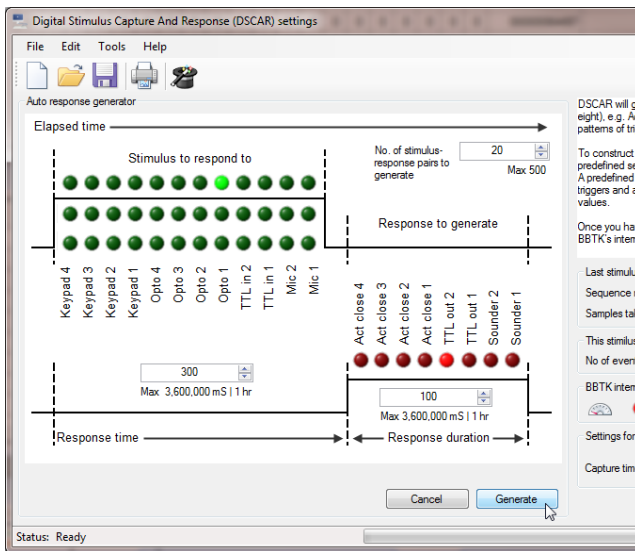 Digital Stimulus Capture And Response (DSCAR) settings
File Edit Tools Help
Auto response generator
Elapsed time
Stimulus to respond to
No. of stimulus-
response pairs to
generate
20
Max 500
Response to generate
Keypad 4
Keypad 3
Keypad 2
Keypad 1
Opto 4
Opto 3
Opto 2
Opto 1
TTL in 2
TTL in 1
Mic 2
Mic 1
Act close 4
Act close 3
Act close 2
Act close 1
TTL out 2
TTL out 1
Sounder 2
Sounder 1
300
Max 3,600,000 mS | 1 hr
100
Max 3,600,000 mS | 1 hr
Response time
Response duration
Cancel
Generate
Status: Ready
DSCAR will g
eight), e.g. A
patterns of tri
To construct
predefined se
A predefined
triggers and a
values.
Once you ha
BBTK's intern
Last stimulu
Sequence
Samples tal
This stimilus
No of even
BBTK intern
Settings for
Capture tim